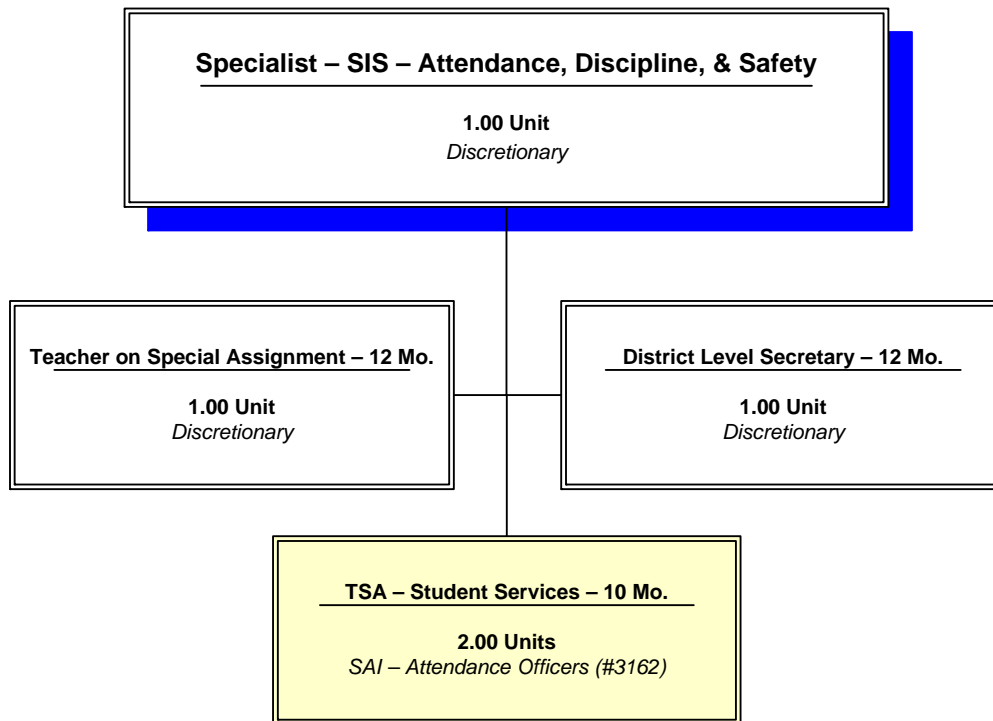 Specialist – SIS – Attendance, Discipline, & Safety
1.00 Unit
Discretionary
Teacher on Special Assignment – 12 Mo.
1.00 Unit
Discretionary
District Level Secretary – 12 Mo.
1.00 Unit
Discretionary
TSA – Student Services – 10 Mo.
2.00 Units
SAI – Attendance Officers (#3162)